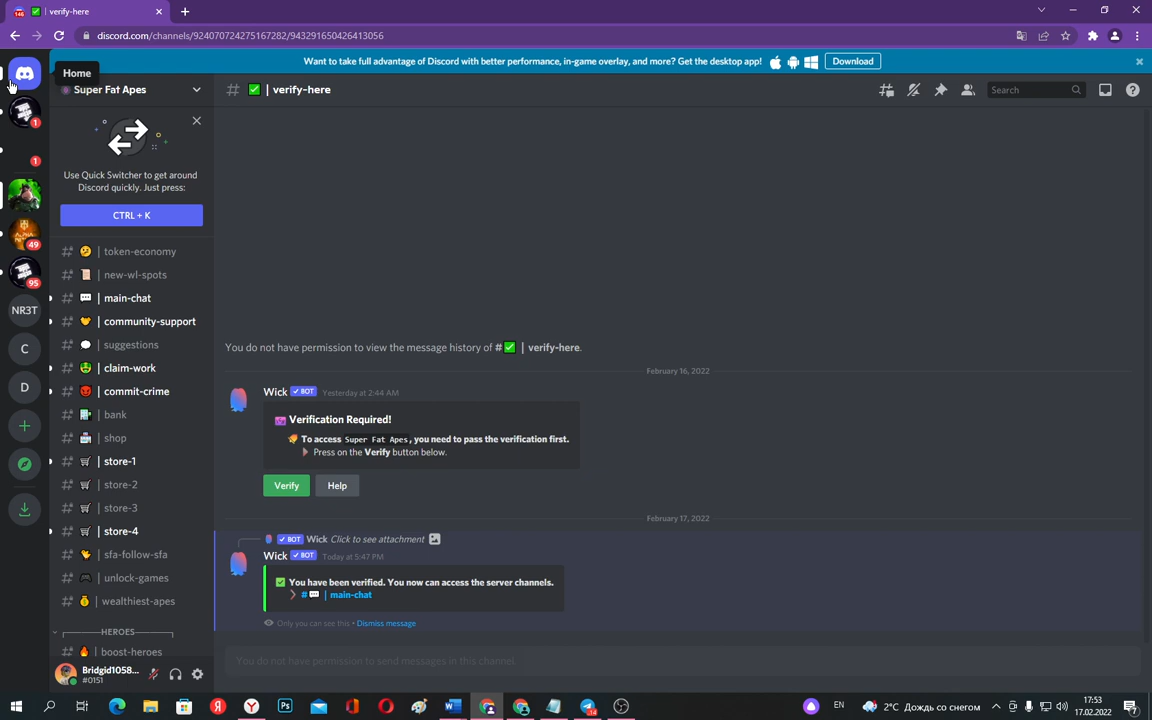 146
verify-here
discord.com/channels/924070724275167282/943291650426413056
Want to take full advantage of Discord with better performance, in-game overlay, and more? Get the desktop app!
Download
Home
Super Fat Apes
✅ | verify-here
Search
1
1
49
95
NR3T
C
D
Use Quick Switcher to get around
Discord quickly. Just press:
CTRL + K
| token-economy
| new-wl-spots
| main-chat
| community-support
| suggestions
| claim-work
| commit-crime
| bank
| shop
| store-1
| store-2
| store-3
| store-4
| sfa-follow-sfa
| unlock-games
| wealthiest-apes
HEROES
| boost-heroes
Bridgid1058...
#0151
You do not have permission to view the message history of #✅ | verify-here.
February 16, 2022
Wick ✓ BOT Yesterday at 2:44 AM
Verification Required!
To access Super Fat Apes, you need to pass the verification first.
Press on the Verify button below.
Verify
Help
February 17, 2022
✓ BOT Wick Click to see attachment
Wick ✓ BOT Today at 5:47 PM
✅ You have been verified. You now can access the server channels.
#💬 | main-chat
Only you can see this • Dismiss message
You do not have permission to send messages in this channel
EN
2°C Дождь со снегом
17:53
17.02.2022